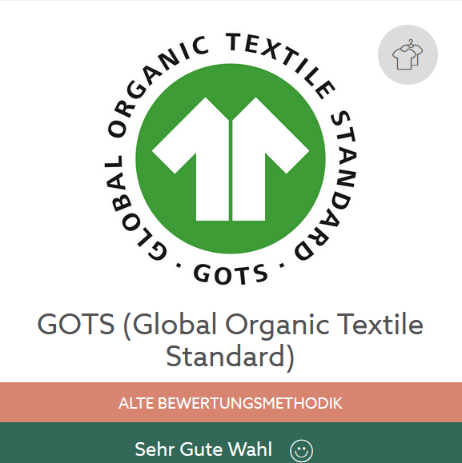 GLOBAL ORGANIC TEXTILE STANDARD
· GOTS ·
GOTS (Global Organic Textile
Standard)
ALTE BEWERTUNGSMETHODIK
Sehr Gute Wahl